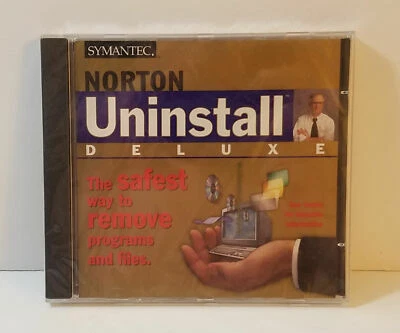 SYMANTEC.
NORTON
Uninstall
DELUXE
The safest
way to
remove
programs
and files.